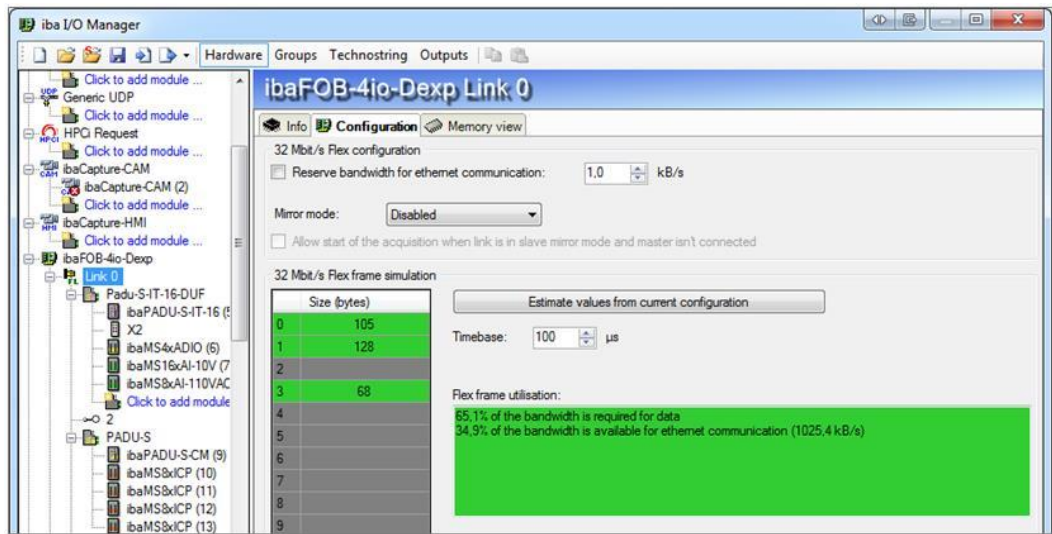 iba I/O Manager
Hardware Groups Technostring Outputs
Click to add module ...
UDP Generic UDP
Click to add module ...
HPCi HPCi Request
Click to add module ...
CAM ibaCapture-CAM
ibaCapture-CAM (2)
Click to add module ...
HMI ibaCapture-HMI
Click to add module ...
ibaFOB-4io-Dexp
FL Link 0
Padu-S-IT-16-DUF
ibaPADU-S-IT-16 (
X2
ibaMS4xADIO (6)
ibaMS16xAI-10V (7
ibaMS8xAI-110VAC
Click to add module
2
PADU-S
ibaPADU-S-CM (9)
ibaMS8xICP (10)
ibaMS8xICP (11)
ibaMS8xICP (12)
ibaMS8xICP (13)
ibaFOB-4io-Dexp Link 0
Info Configuration Memory view
32 Mbit/s Flex configuration
Reserve bandwidth for ethernet communication: 1,0 kB/s
Mirror mode: Disabled
Allow start of the acquisition when link is in slave mirror mode and master isn't connected
32 Mbit/s Flex frame simulation
Size (bytes)
0 105
1 128
2
3 68
4
5
6
7
8
9
Estimate values from current configuration
Timebase: 100 µs
Flex frame utilisation:
65,1% of the bandwidth is required for data
34,9% of the bandwidth is available for ethernet communication (1025,4 kB/s)